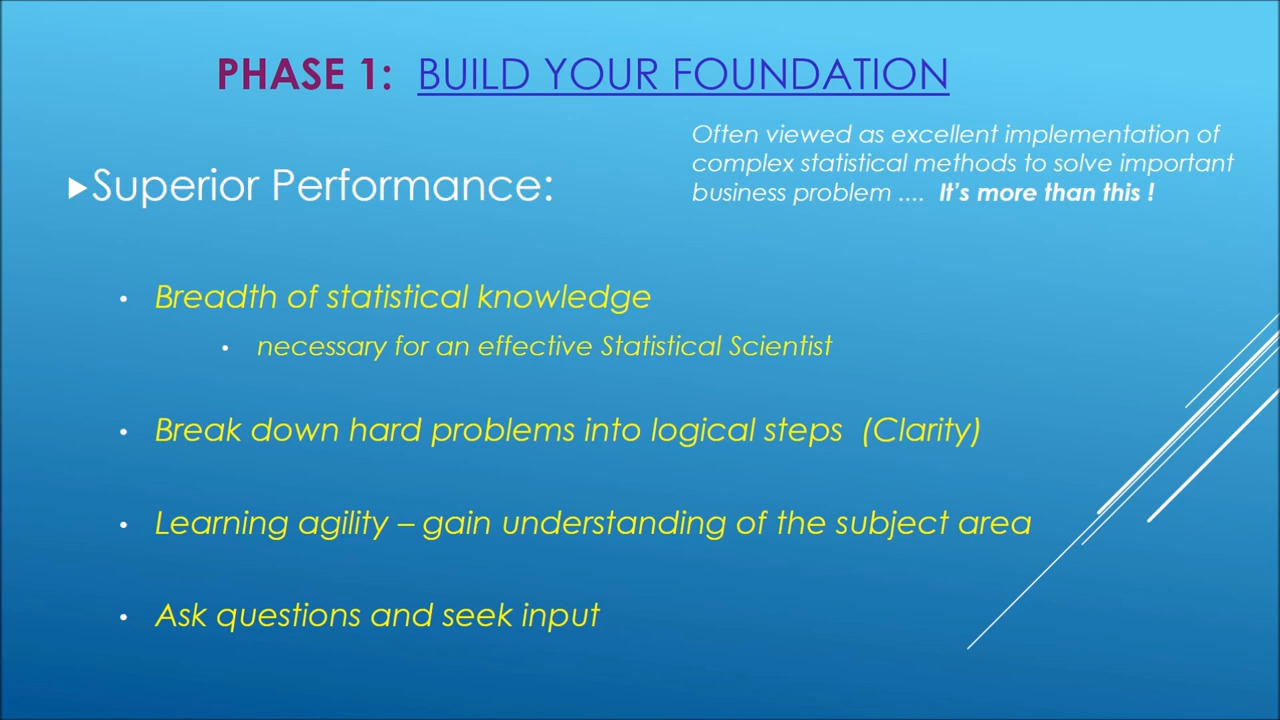 PHASE 1: BUILD YOUR FOUNDATION
Often viewed as excellent implementation of
complex statistical methods to solve important
business problem .... It's more than this !
Superior Performance:
• Breadth of statistical knowledge
• necessary for an effective Statistical Scientist
• Break down hard problems into logical steps (Clarity)
• Learning agility – gain understanding of the subject area
• Ask questions and seek input